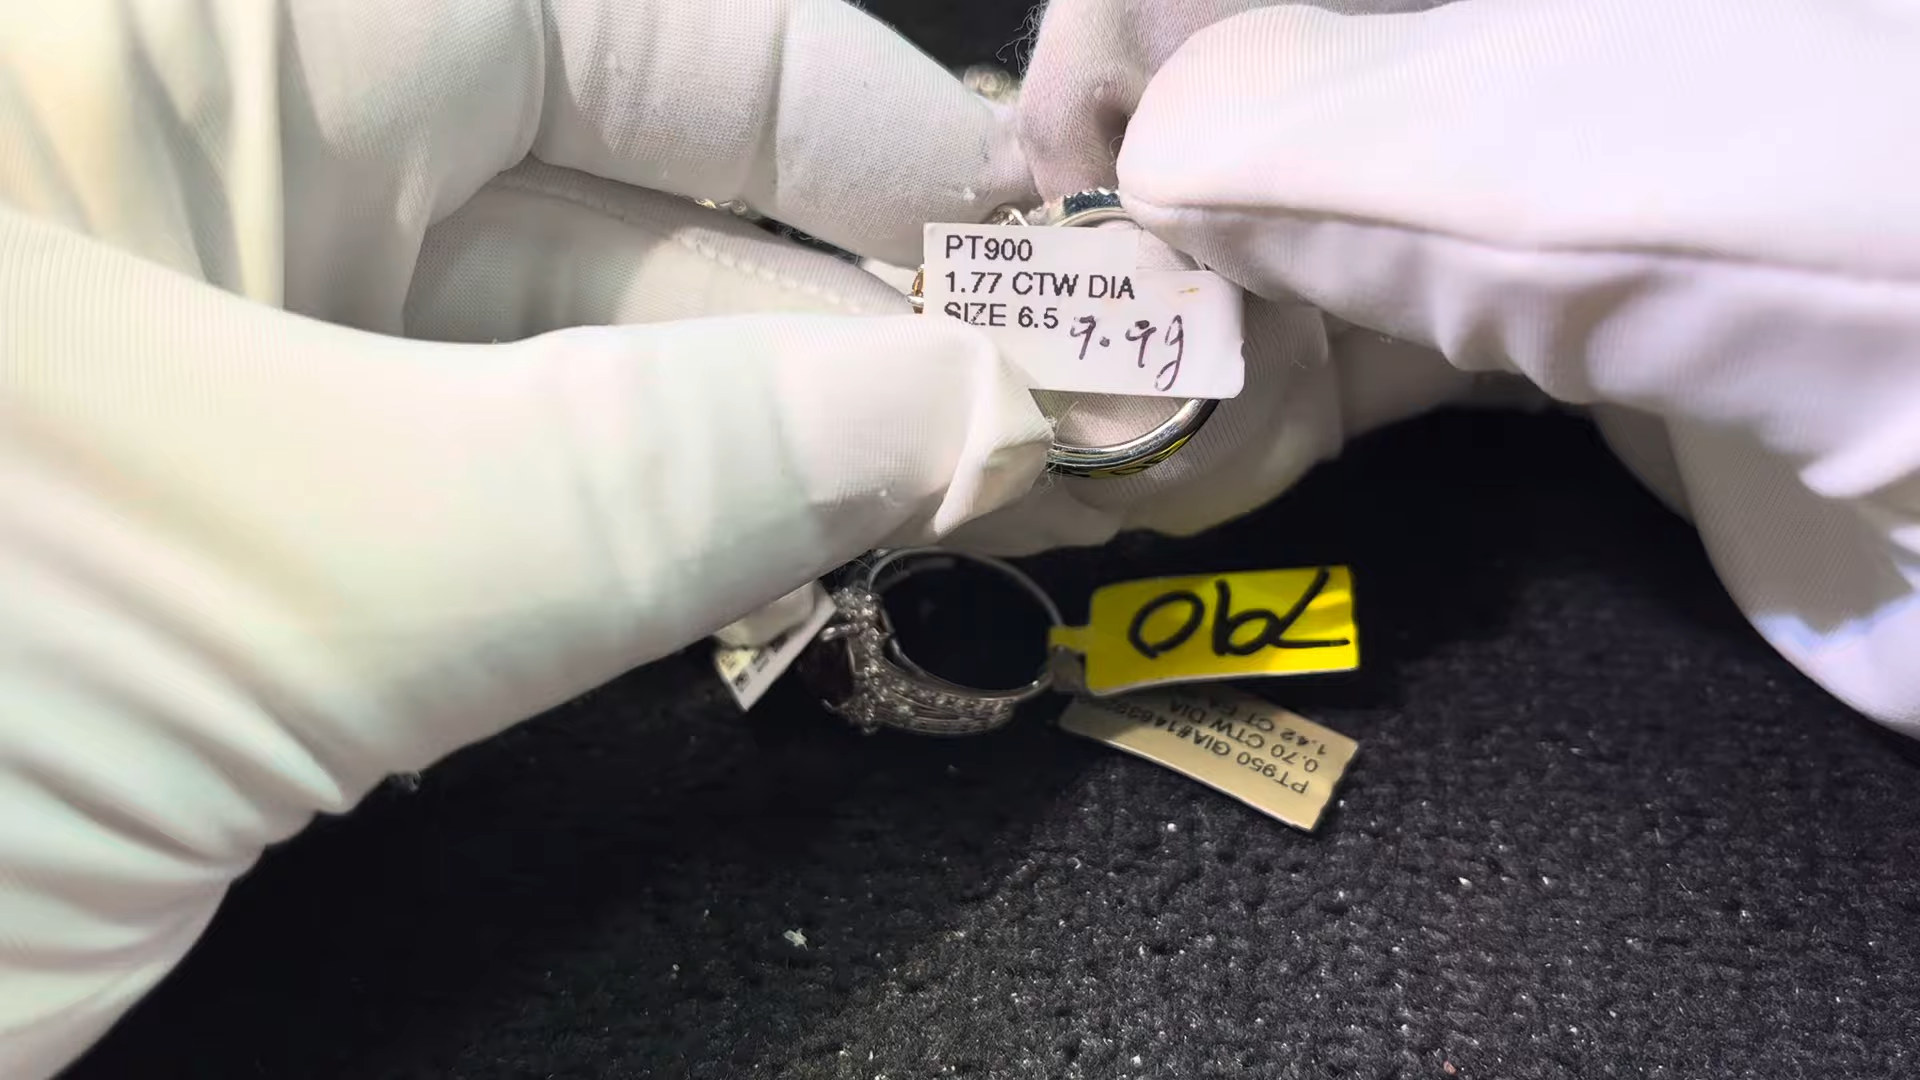 PT900
1.77 CTW DIA
SIZE 6.5
9.9g
790
PT950 GIA#
0.70 CTW DIA
1.42 CT